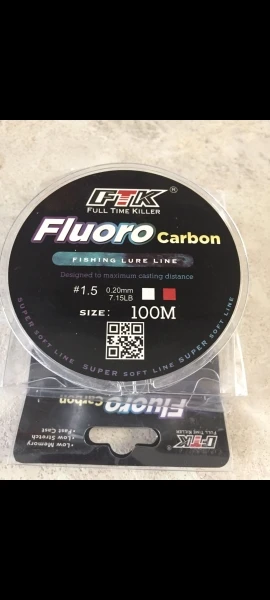 FTK®
FULL TIME KILLER
Fluoro Carbon
FISHING LURE LINE
Designed to maximum casting distance
#1.5 0.20mm
7.15LB
SIZE: 100M
SUPER SOFT LINE SUPER SOFT LINE SUPER SOFT LINE
Fluoro Carbon
FTK
FULL TIME KILLER
•Low Memory
•Low Stretch
•Fast Cast